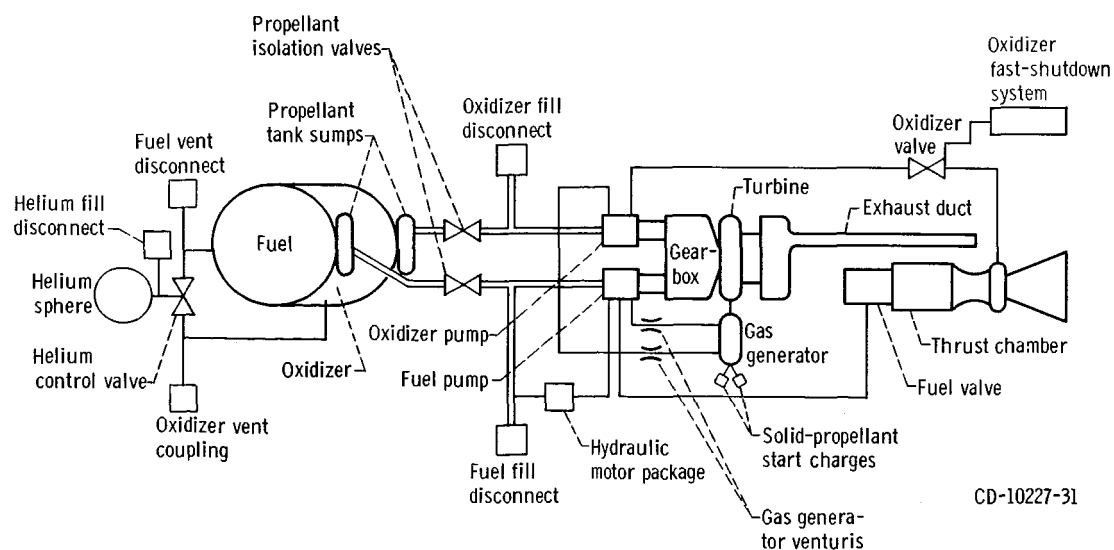 Propellant
isolation valves
Oxidizer
fast-shutdown
system
Propellant
tank sumps
Oxidizer fill
disconnect
Oxidizer
valve
Fuel vent
disconnect
Turbine
Helium fill
disconnect
Exhaust duct
Fuel
Gear-
box
Helium
sphere
Oxidizer pump
Gas
generator
Thrust chamber
Helium
control valve
Oxidizer
Fuel pump
Fuel valve
Oxidizer vent
coupling
Hydraulic
motor package
Solid-propellant
start charges
Fuel fill
disconnect
Gas genera-
tor venturis
CD-10227-31